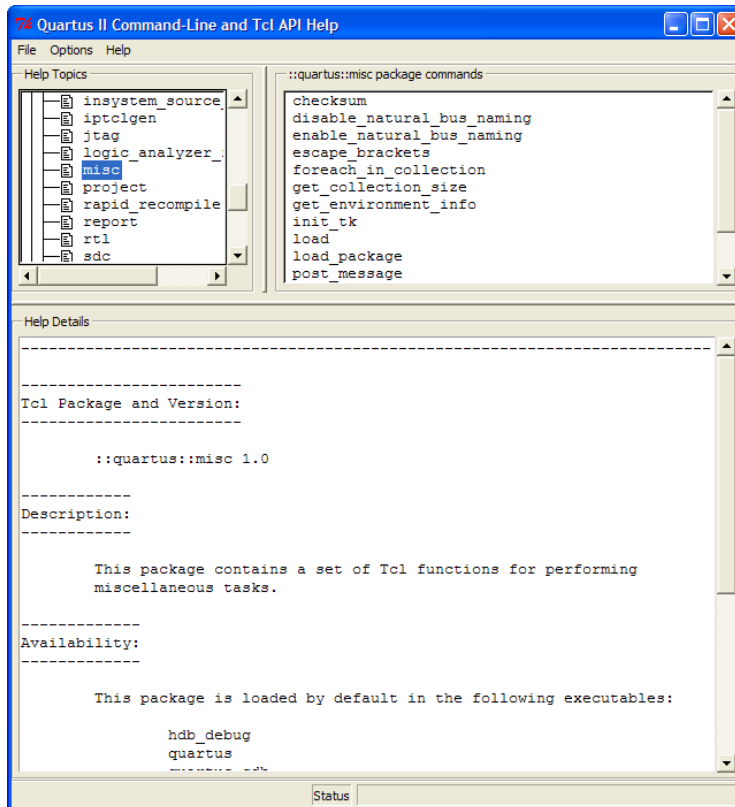 Quartus II Command-Line and Tcl API Help
File Options Help
Help Topics
insystem_source_
iptclgen
jtag
logic_analyzer_
misc
project
rapid_recompile
report
rtl
sdc
::quartus::misc package commands
checksum
disable_natural_bus_naming
enable_natural_bus_naming
escape_brackets
foreach_in_collection
get_collection_size
get_environment_info
init_tk
load
load_package
post_message
Help Details
---------------------------------------------------------------------------
------------------------
Tcl Package and Version:
------------------------
::quartus::misc 1.0
------------
Description:
------------
This package contains a set of Tcl functions for performing
miscellaneous tasks.
-------------
Availability:
-------------
This package is loaded by default in the following executables:
hdb_debug
quartus
Status